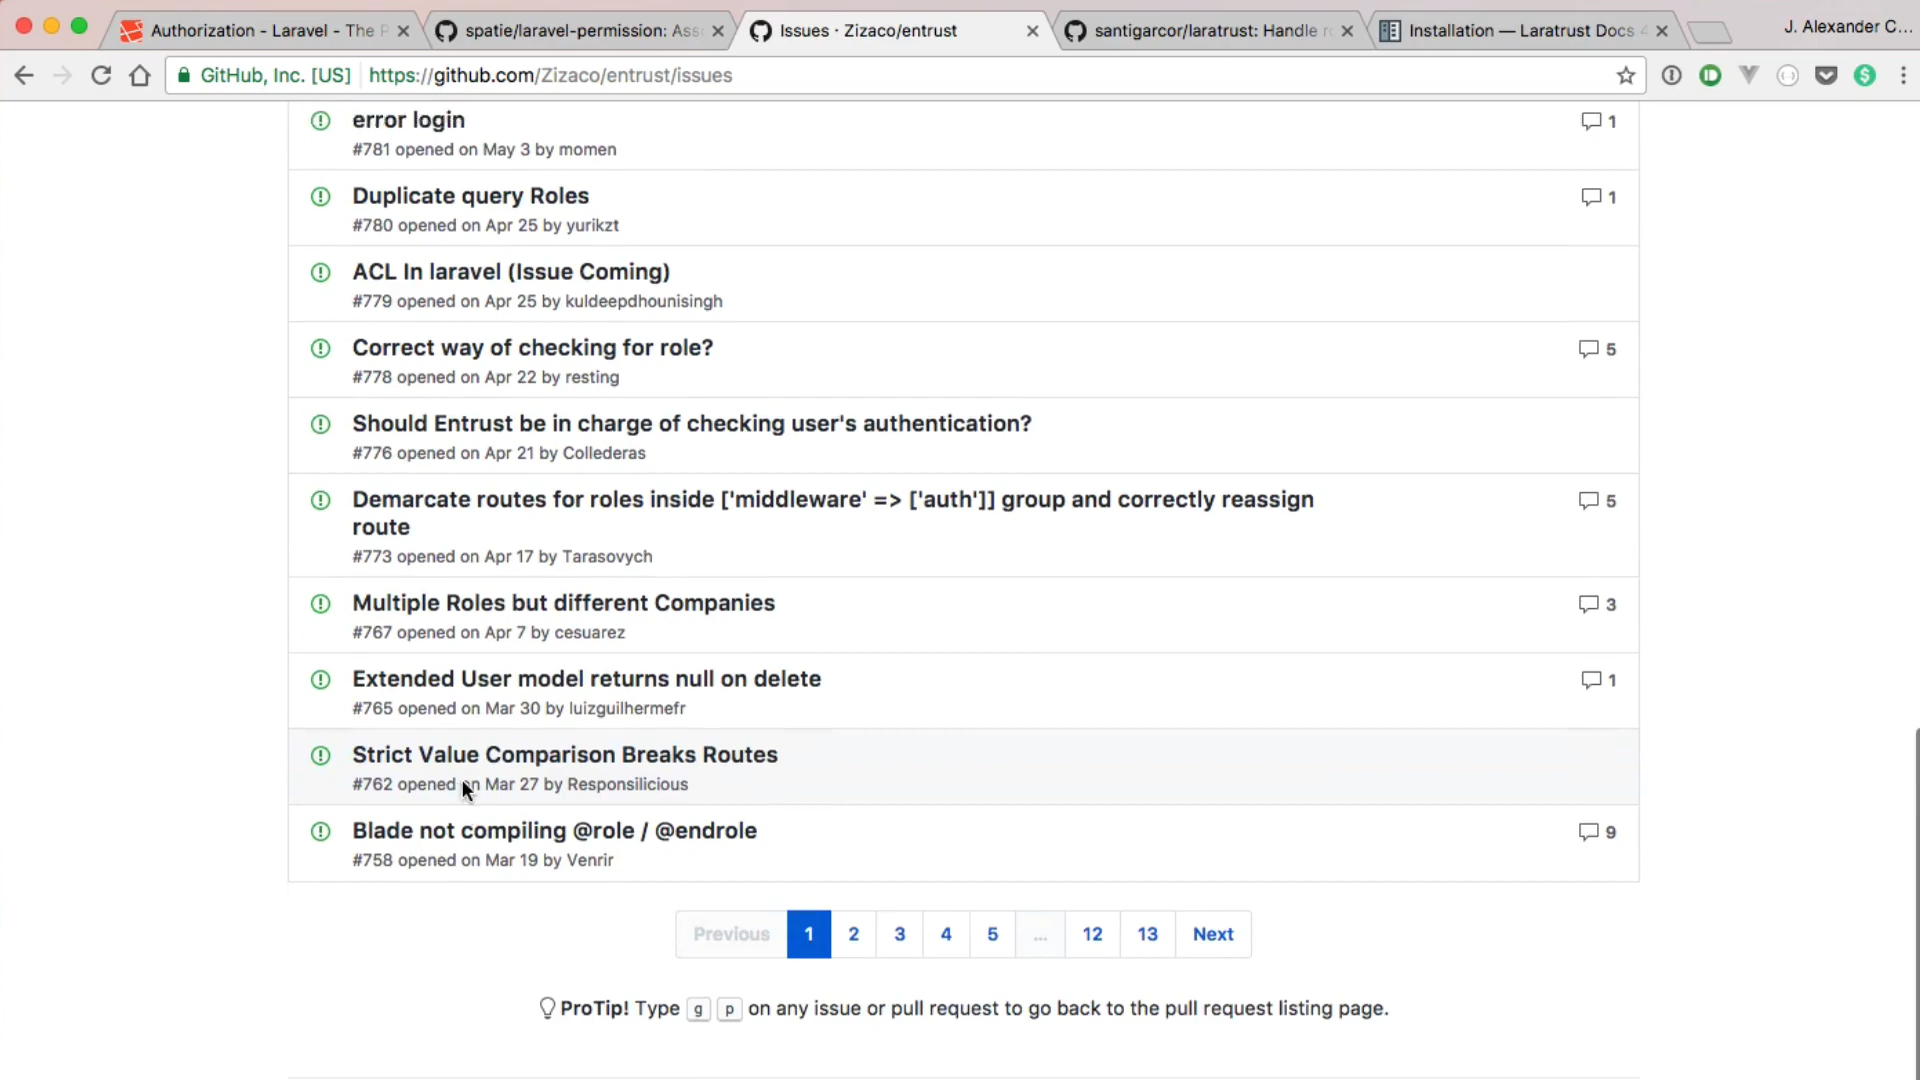 Authorization - Laravel - The P
spatie/laravel-permission: Asso
Issues · Zizaco/entrust
santigarcor/laratrust: Handle ro
Installation — Laratrust Docs 4
J. Alexander C...
GitHub, Inc. [US]
https://github.com/Zizaco/entrust/issues
error login
1
#781 opened on May 3 by momen
Duplicate query Roles
1
#780 opened on Apr 25 by yurikzt
ACL In laravel (Issue Coming)
#779 opened on Apr 25 by kuldeepdhounisingh
Correct way of checking for role?
5
#778 opened on Apr 22 by resting
Should Entrust be in charge of checking user's authentication?
#776 opened on Apr 21 by Collederas
Demarcate routes for roles inside ['middleware' => ['auth']] group and correctly reassign
route
5
#773 opened on Apr 17 by Tarasovych
Multiple Roles but different Companies
3
#767 opened on Apr 7 by cesuarez
Extended User model returns null on delete
1
#765 opened on Mar 30 by luizguilhermefr
Strict Value Comparison Breaks Routes
#762 opened on Mar 27 by Responsilicious
Blade not compiling @role / @endrole
9
#758 opened on Mar 19 by Venrir
Previous 1 2 3 4 5 ... 12 13 Next
ProTip! Type g p on any issue or pull request to go back to the pull request listing page.